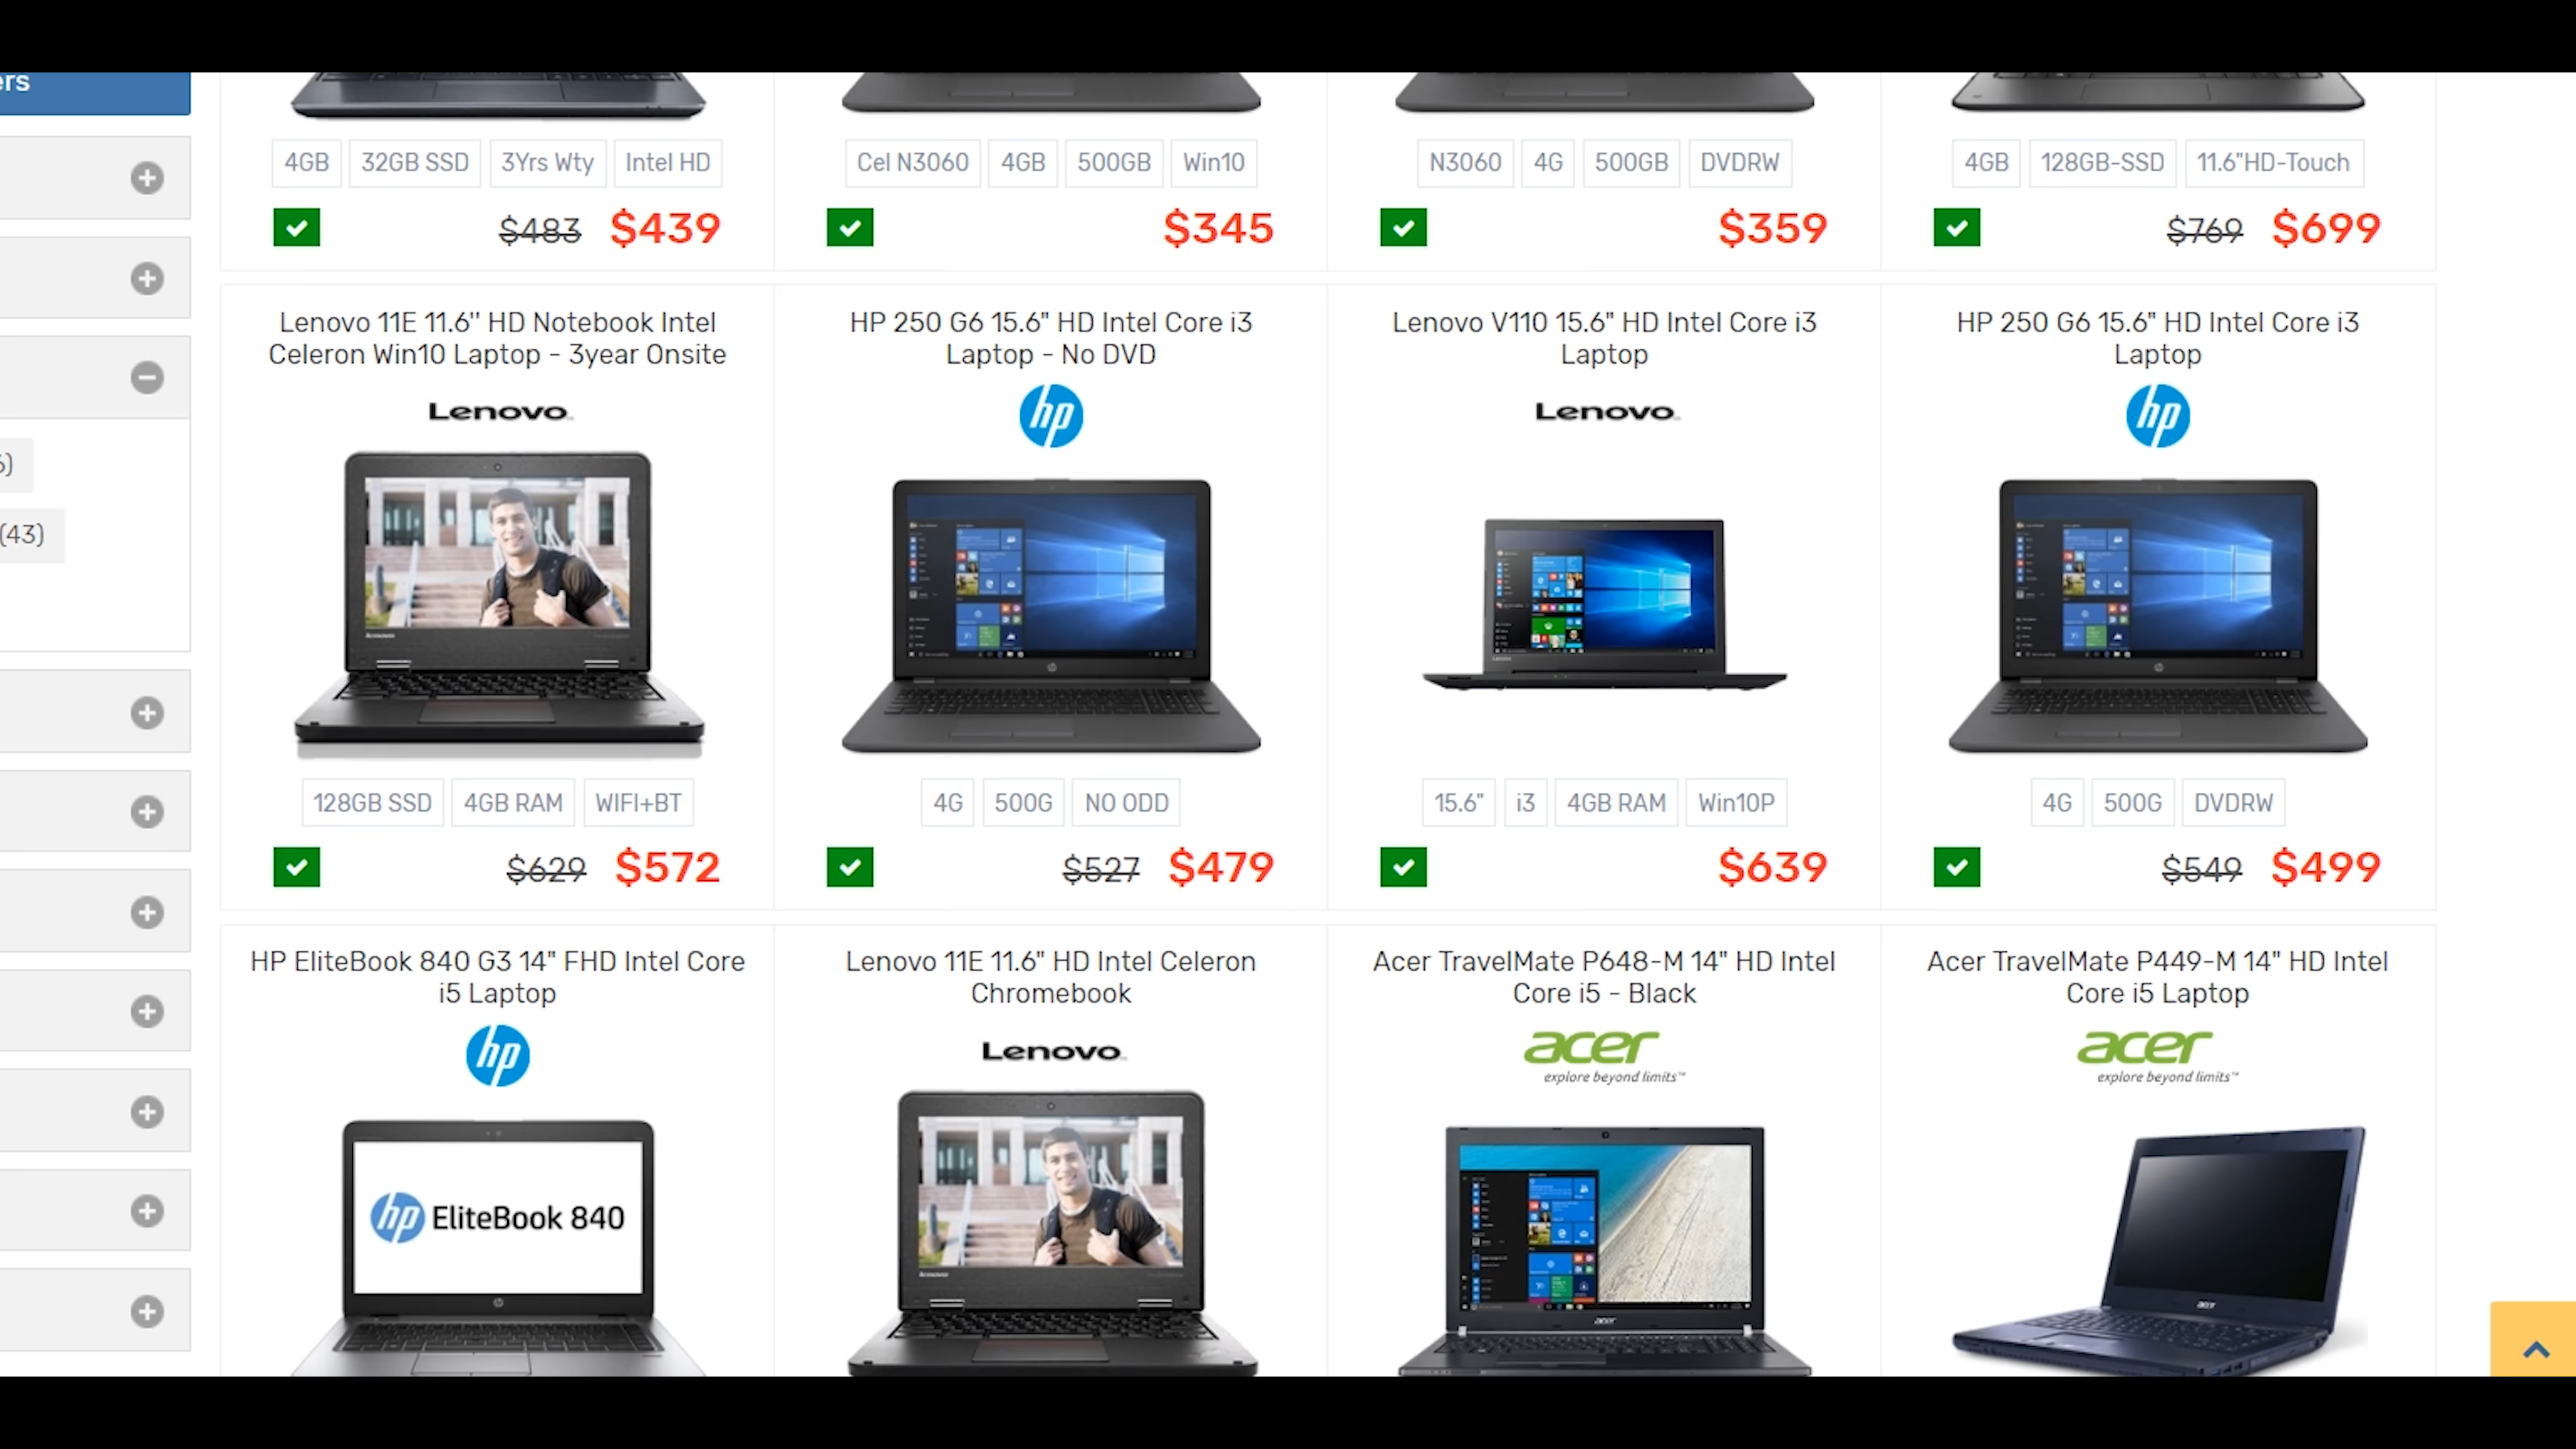 ers
4GB 32GB SSD 3Yrs Wty Intel HD
$483 $439
Cel N3060 4GB 500GB Win10
$345
N3060 4G 500GB DVDRW
$359
4GB 128GB-SSD 11.6"HD-Touch
$769 $699
(43)
Lenovo 11E 11.6'' HD Notebook Intel
Celeron Win10 Laptop - 3year Onsite
Lenovo
128GB SSD 4GB RAM WIFI+BT
$629 $572
HP 250 G6 15.6" HD Intel Core i3
Laptop - No DVD
hp
4G 500G NO ODD
$527 $479
Lenovo V110 15.6" HD Intel Core i3
Laptop
Lenovo
15.6" i3 4GB RAM Win10P
$639
HP 250 G6 15.6" HD Intel Core i3
Laptop
hp
4G 500G DVDRW
$549 $499
HP EliteBook 840 G3 14" FHD Intel Core
i5 Laptop
hp
hp EliteBook 840
Lenovo 11E 11.6" HD Intel Celeron
Chromebook
Lenovo
Acer TravelMate P648-M 14" HD Intel
Core i5 - Black
acer
explore beyond limits™
acer
Acer TravelMate P449-M 14" HD Intel
Core i5 Laptop
acer
explore beyond limits™
acer